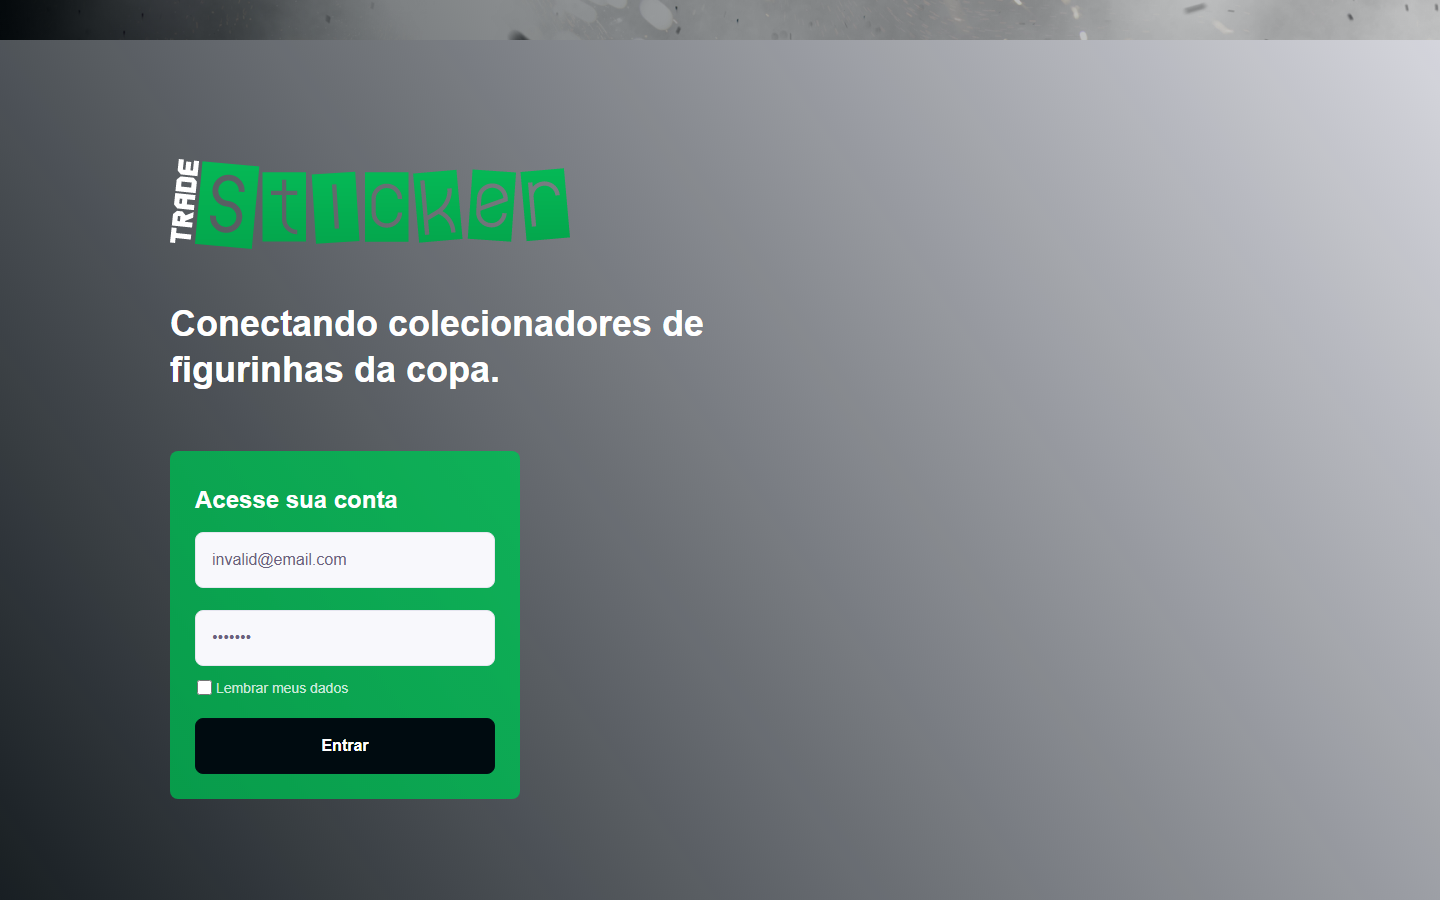 TRADE Sticker
Conectando colecionadores de
figurinhas da copa.
Acesse sua conta
invalid@email.com
•••••••
Lembrar meus dados
Entrar